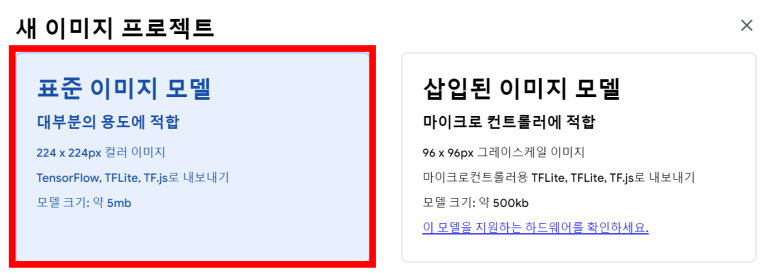 새 이미지 프로젝트
표준 이미지 모델
대부분의 용도에 적합
224 x 224px 컬러 이미지
TensorFlow, TFLite, TF.js로 내보내기
모델 크기: 약 5mb
삽입된 이미지 모델
마이크로 컨트롤러에 적합
96 x 96px 그레이스케일 이미지
마이크로컨트롤러용 TFLite, TFLite, TF.js로 내보내기
모델 크기: 약 500kb
이 모델을 지원하는 하드웨어를 확인하세요.